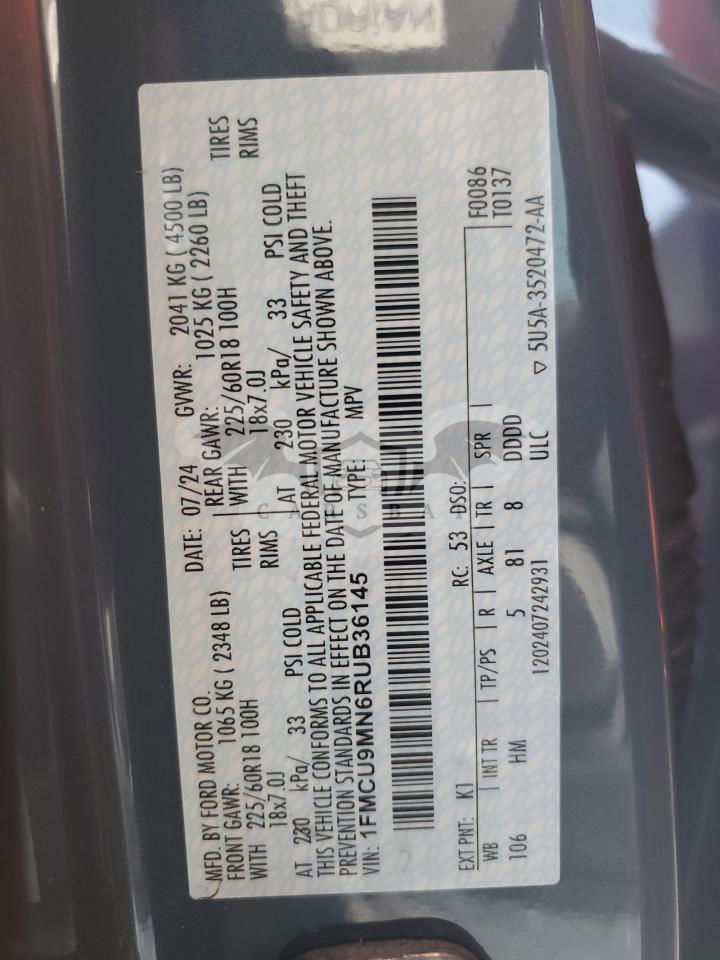 MFD. BY FORD MOTOR CO.
DATE: 07/24 GVWR: 2041 KG ( 4500 LB)
FRONT GAWR: 1065 KG ( 2348 LB) REAR GAWR: 1025 KG ( 2260 LB)
WITH 225/60R18 100H TIRES WITH 225/60R18 100H TIRES
18x7.0J RIMS 18x7.0J RIMS
AT 230 kPa/ 33 PSI COLD AT 230 kPa/ 33 PSI COLD
THIS VEHICLE CONFORMS TO ALL APPLICABLE FEDERAL MOTOR VEHICLE SAFETY AND THEFT
PREVENTION STANDARDS IN EFFECT ON THE DATE OF MANUFACTURE SHOWN ABOVE.
VIN: 1FMCU9MN6RUB36145 TYPE: MPV
EXT PNT: K1 RC: 53 DSO: F0086
WB INT TR TP/PS R AXLE TR SPR T0137
106 HM 5 81 8 DDDD
1202407242931 ULC ▽ 5U5A-3520472-AA